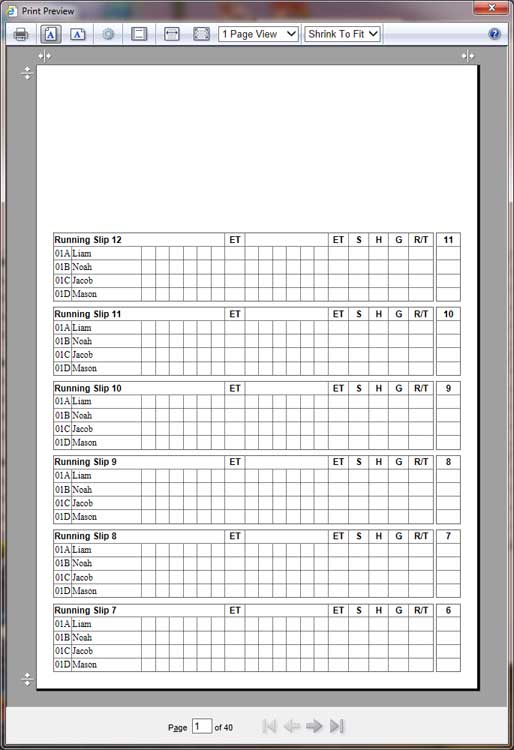 Print Preview
1 Page View Shrink To Fit
Running Slip 12 ET ET S H G R/T 11
01A Liam
01B Noah
01C Jacob
01D Mason
Running Slip 11 ET ET S H G R/T 10
01A Liam
01B Noah
01C Jacob
01D Mason
Running Slip 10 ET ET S H G R/T 9
01A Liam
01B Noah
01C Jacob
01D Mason
Running Slip 9 ET ET S H G R/T 8
01A Liam
01B Noah
01C Jacob
01D Mason
Running Slip 8 ET ET S H G R/T 7
01A Liam
01B Noah
01C Jacob
01D Mason
Running Slip 7 ET ET S H G R/T 6
01A Liam
01B Noah
01C Jacob
01D Mason
Page 1 of 40